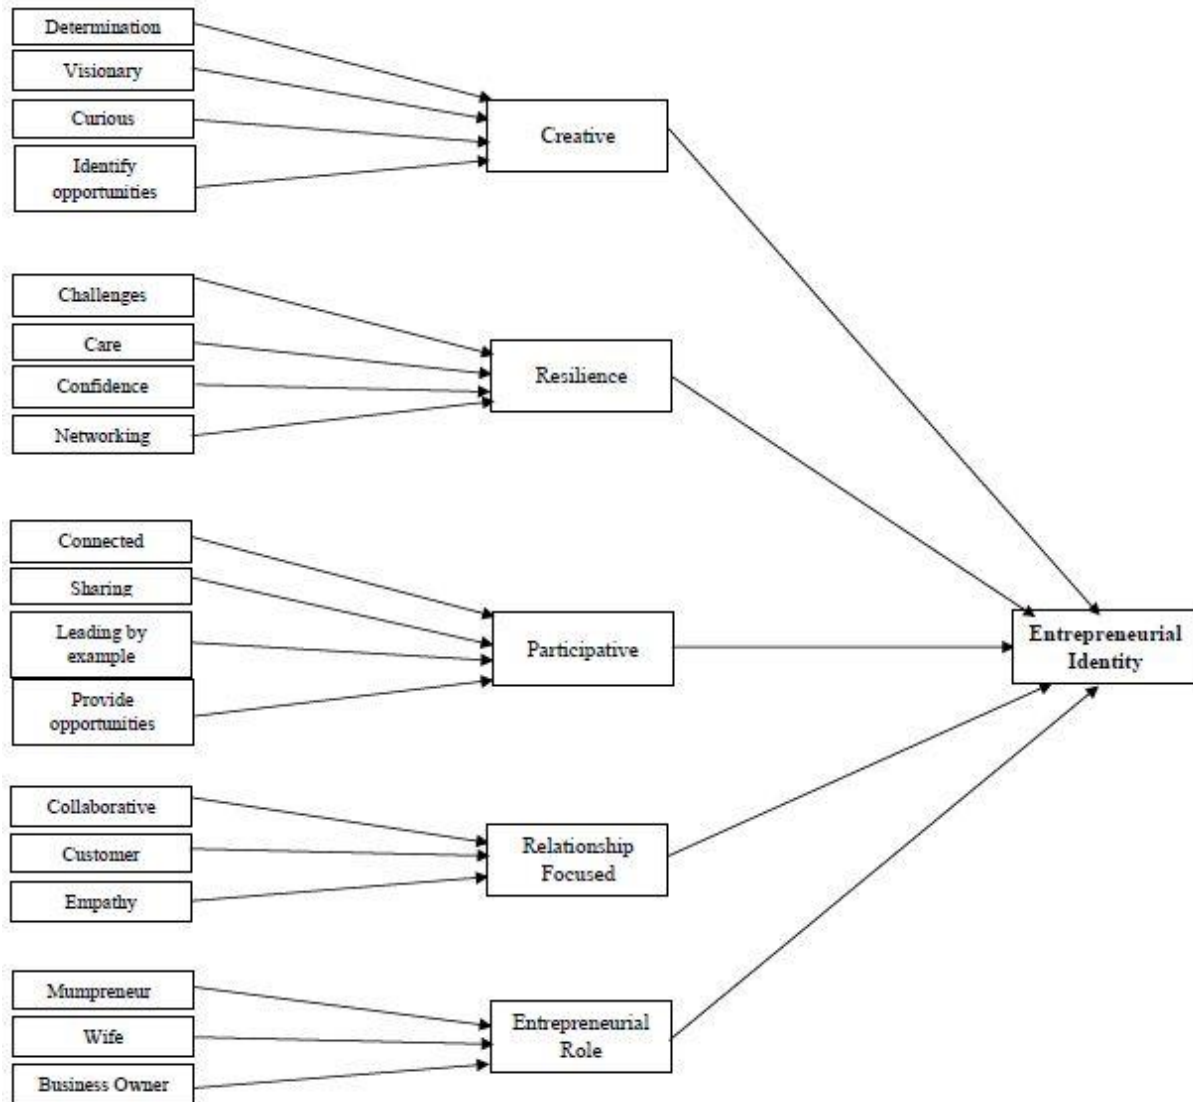 Determination
Visionary
Curious
Identify
opportunities
Creative
Challenges
Care
Confidence
Networking
Resilience
Connected
Sharing
Leading by
example
Provide
opportunities
Participative
Entrepreneurial
Identity
Collaborative
Customer
Empathy
Relationship
Focused
Mumpreneur
Wife
Business Owner
Entrepreneurial
Role